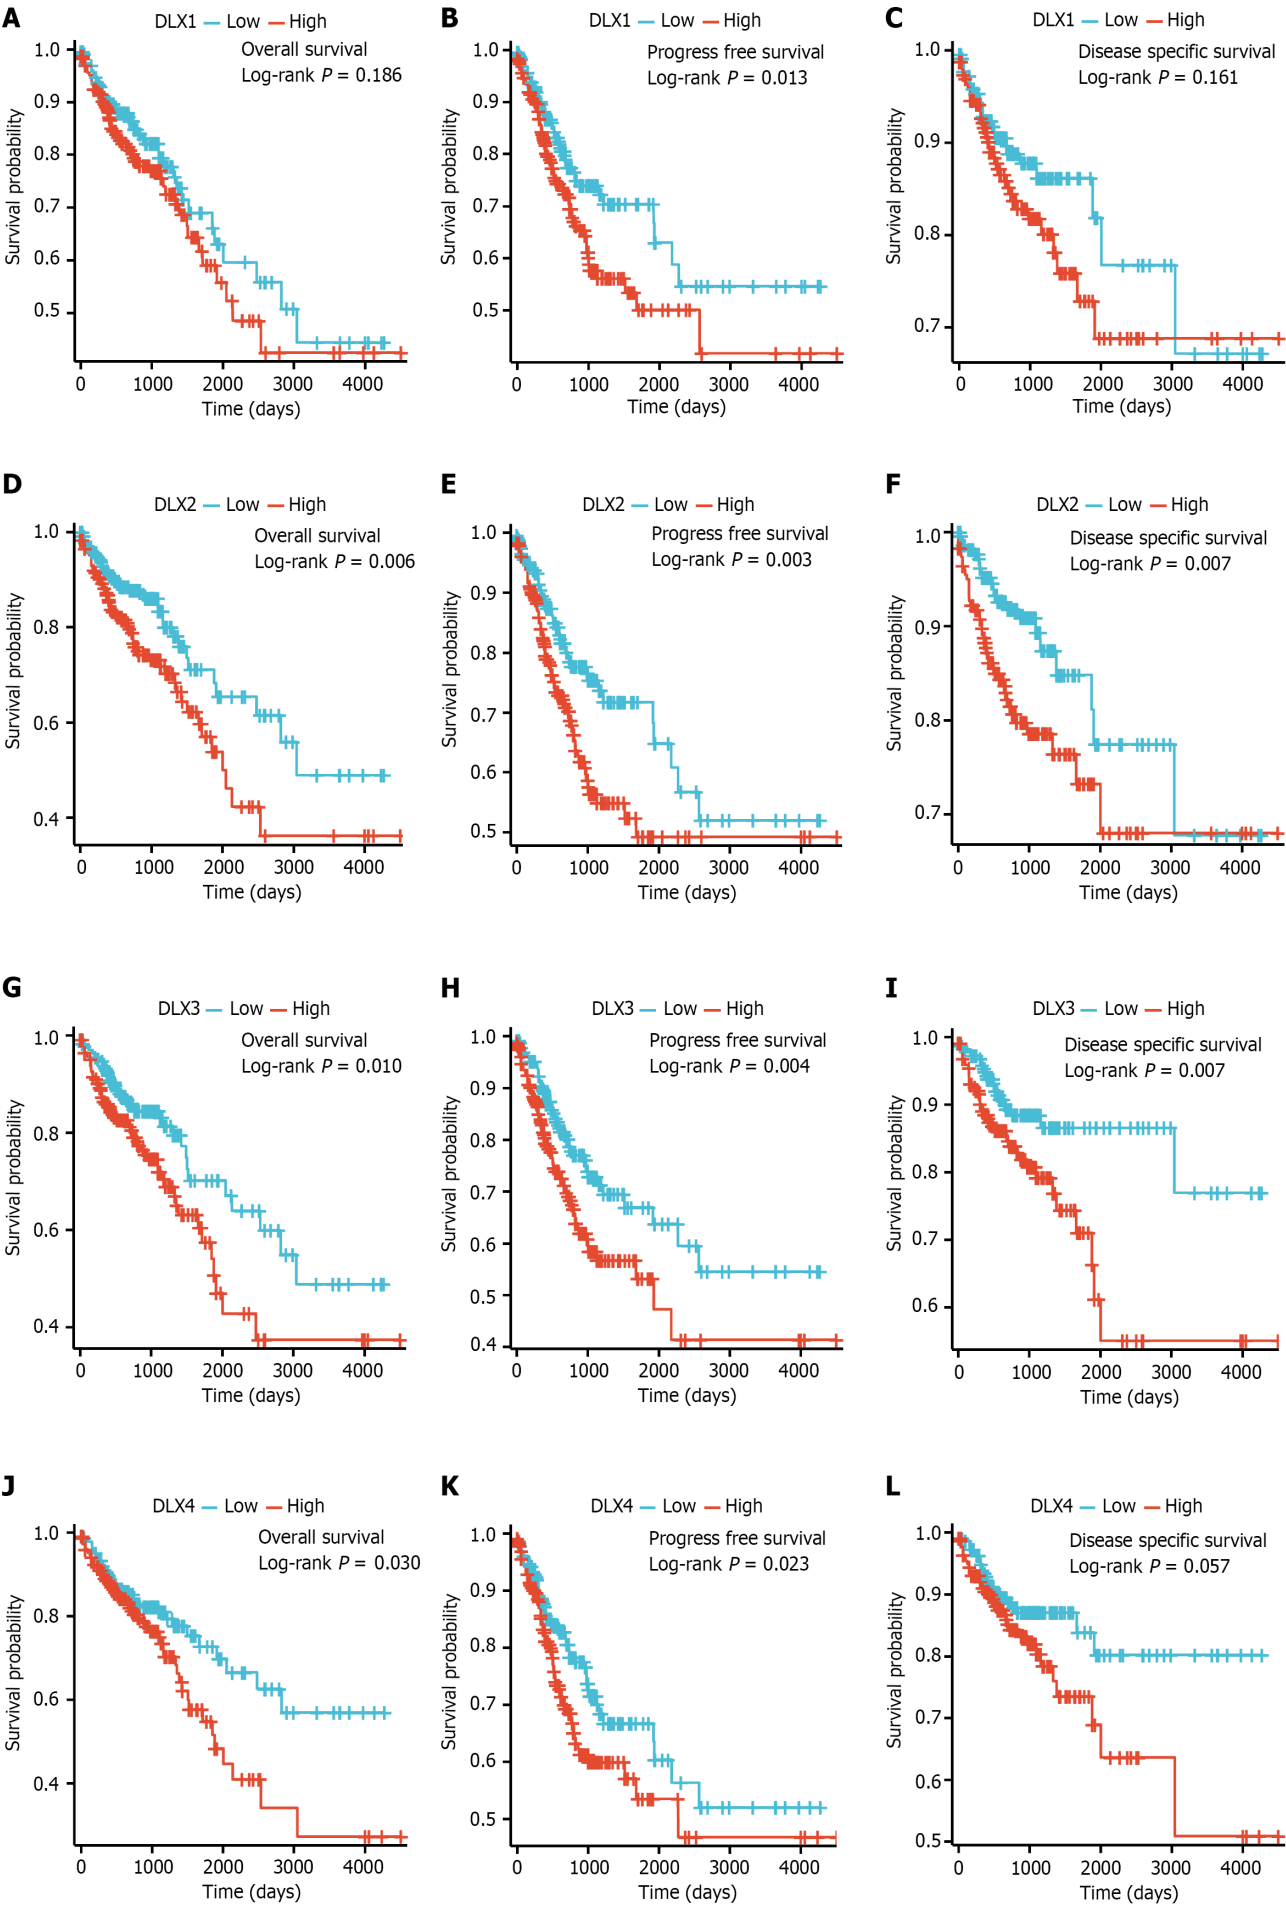 A
DLX1 Low High
Overall survival
Log-rank P = 0.186
Survival probability
1.0
0.9
0.8
0.7
0.6
0.5
0 1000 2000 3000 4000
Time (days)
B
DLX1 Low High
Progress free survival
Log-rank P = 0.013
Survival probability
1.0
0.9
0.8
0.7
0.6
0.5
0 1000 2000 3000 4000
Time (days)
C
DLX1 Low High
Disease specific survival
Log-rank P = 0.161
Survival probability
1.0
0.9
0.8
0.7
0 1000 2000 3000 4000
Time (days)
D
DLX2 Low High
Overall survival
Log-rank P = 0.006
Survival probability
1.0
0.8
0.6
0.4
0 1000 2000 3000 4000
Time (days)
E
DLX2 Low High
Progress free survival
Log-rank P = 0.003
Survival probability
1.0
0.9
0.8
0.7
0.6
0.5
0 1000 2000 3000 4000
Time (days)
F
DLX2 Low High
Disease specific survival
Log-rank P = 0.007
Survival probability
1.0
0.9
0.8
0.7
0 1000 2000 3000 4000
Time (days)
G
DLX3 Low High
Overall survival
Log-rank P = 0.010
Survival probability
1.0
0.8
0.6
0.4
0 1000 2000 3000 4000
Time (days)
H
DLX3 Low High
Progress free survival
Log-rank P = 0.004
Survival probability
1.0
0.9
0.8
0.7
0.6
0.5
0.4
0 1000 2000 3000 4000
Time (days)
I
DLX3 Low High
Disease specific survival
Log-rank P = 0.007
Survival probability
1.0
0.9
0.8
0.7
0.6
0 1000 2000 3000 4000
Time (days)
J
DLX4 Low High
Overall survival
Log-rank P = 0.030
Survival probability
1.0
0.8
0.6
0.4
0 1000 2000 3000 4000
Time (days)
K
DLX4 Low High
Progress free survival
Log-rank P = 0.023
Survival probability
1.0
0.9
0.8
0.7
0.6
0.5
0 1000 2000 3000 4000
Time (days)
L
DLX4 Low High
Disease specific survival
Log-rank P = 0.057
Survival probability
1.0
0.9
0.8
0.7
0.6
0.5
0 1000 2000 3000 4000
Time (days)